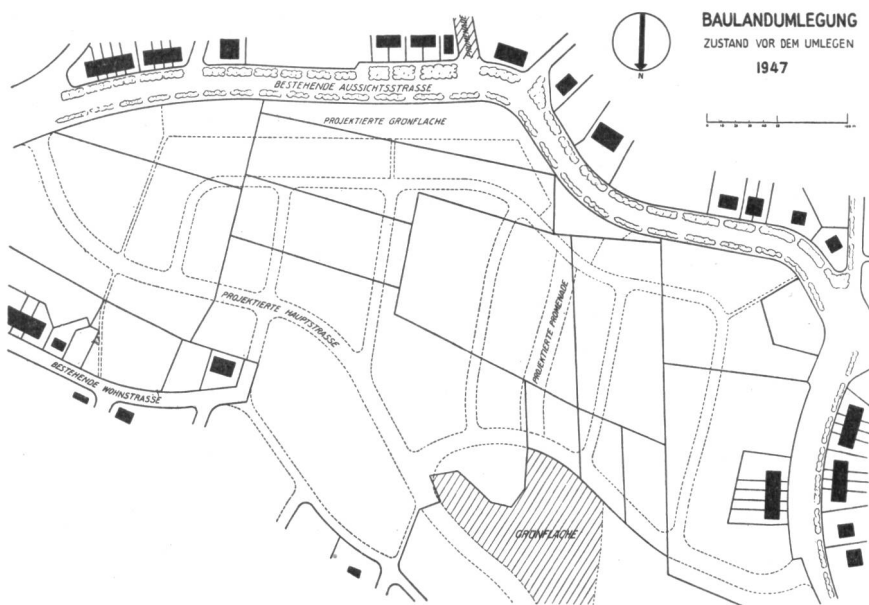 BAULANDUMLEGUNG
ZUSTAND VOR DEM UMLEGEN
1947
N
BESTEHENDE AUSSICHTSSTRASSE
PROJEKTIERTE GRÜNFLÄCHE
PROJEKTIERTE HAUPTSTRASSE
PROJEKTIERTE PROMENADE
BESTEHENDE WOHNSTRASSE
GRÜNFLÄCHE